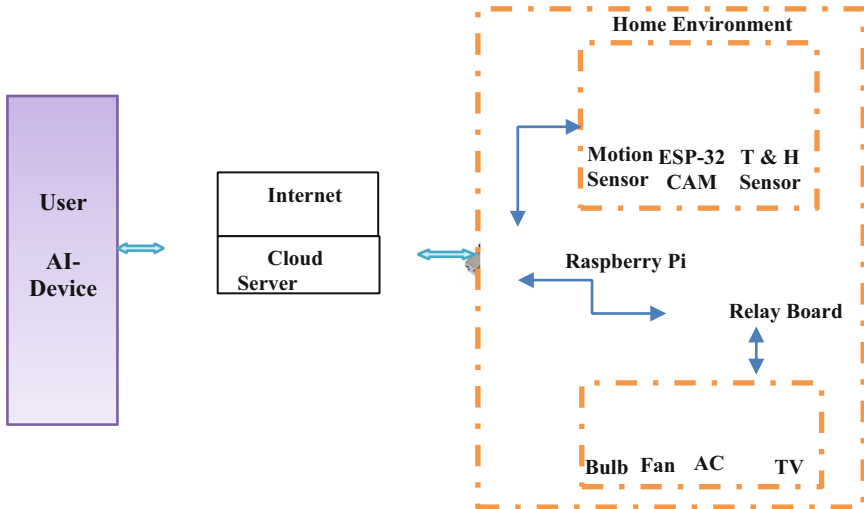 Home Environment
Motion Sensor
ESP-32 CAM
T & H Sensor
User
AI-
Device
Internet
Cloud
Server
Raspberry Pi
Relay Board
Bulb Fan AC TV